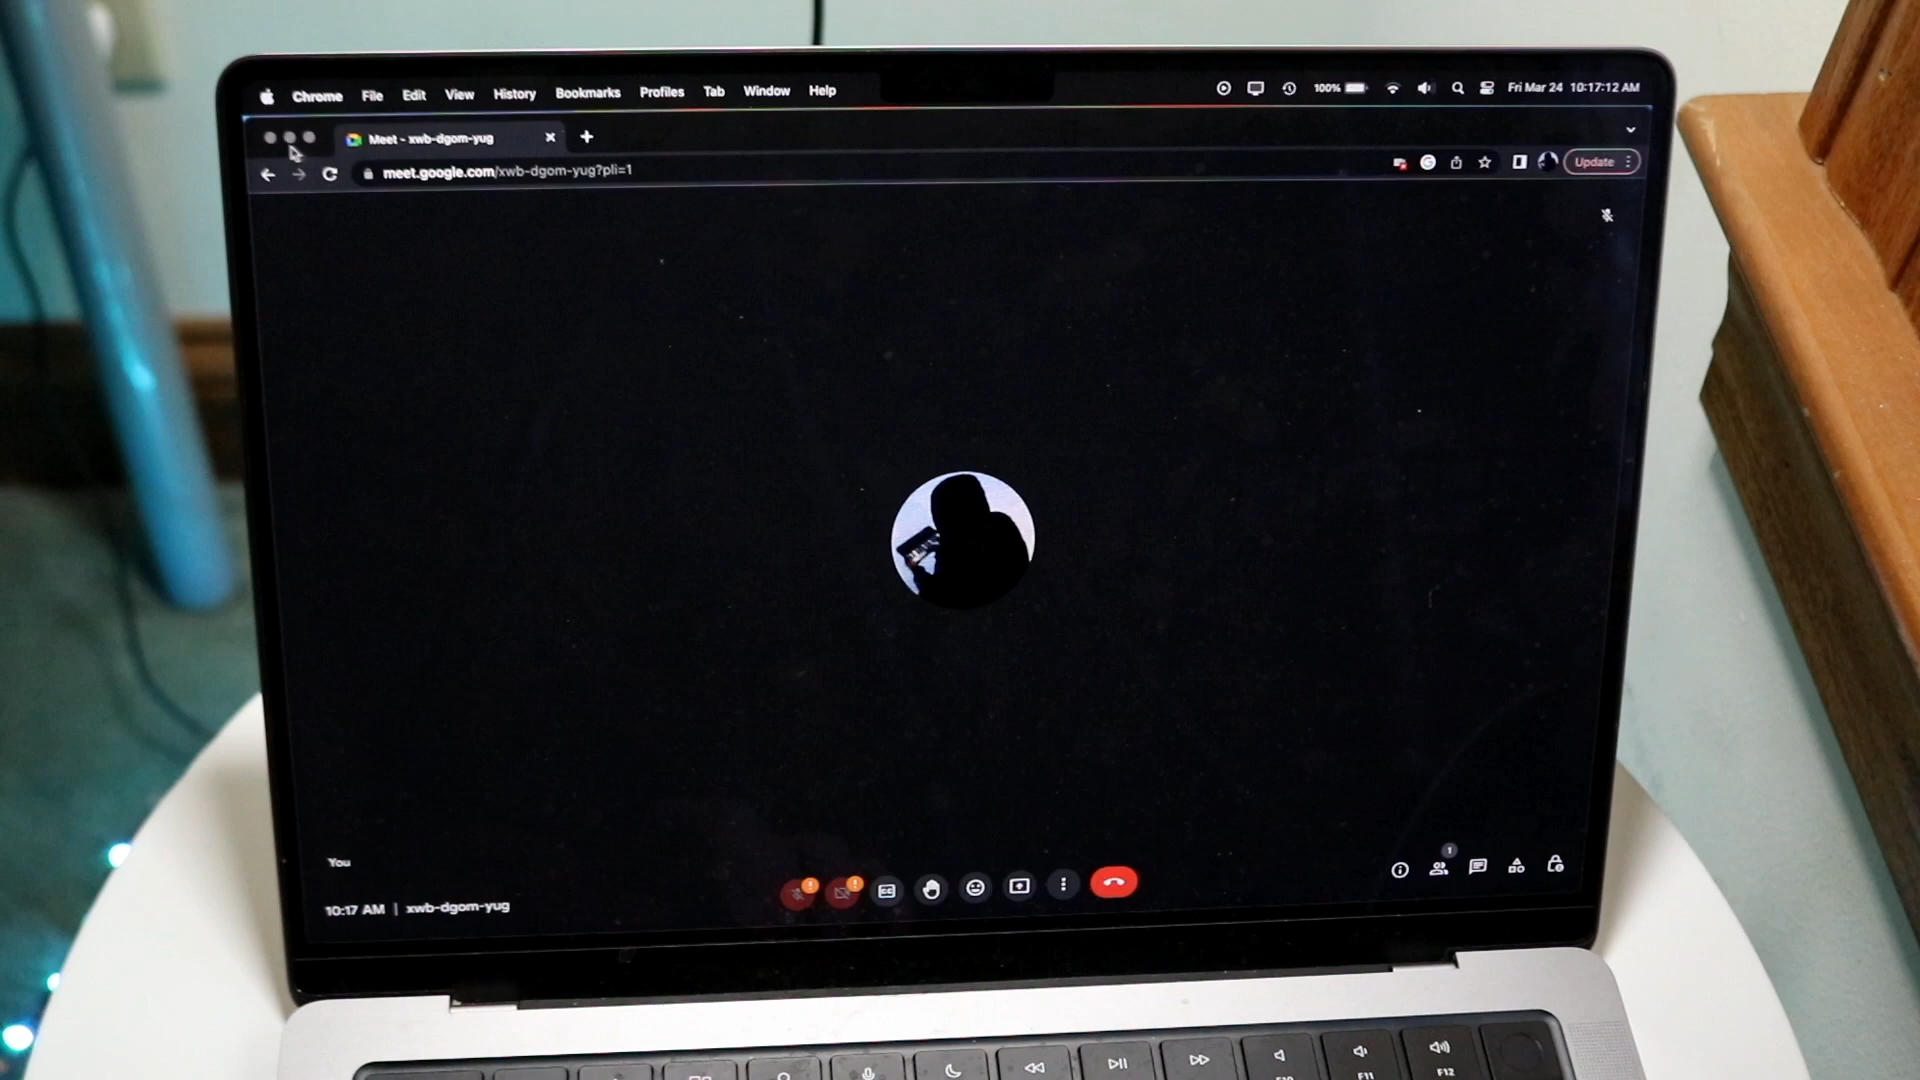 Chrome File Edit View History Bookmarks Profiles Tab Window Help 100% Fri Mar 24 10:17:12 AM
Meet - xwb-dgom-yug
meet.google.com/xwb-dgom-yug?pli=1 Update
You
1
10:17 AM | xwb-dgom-yug
F10 F11 F12